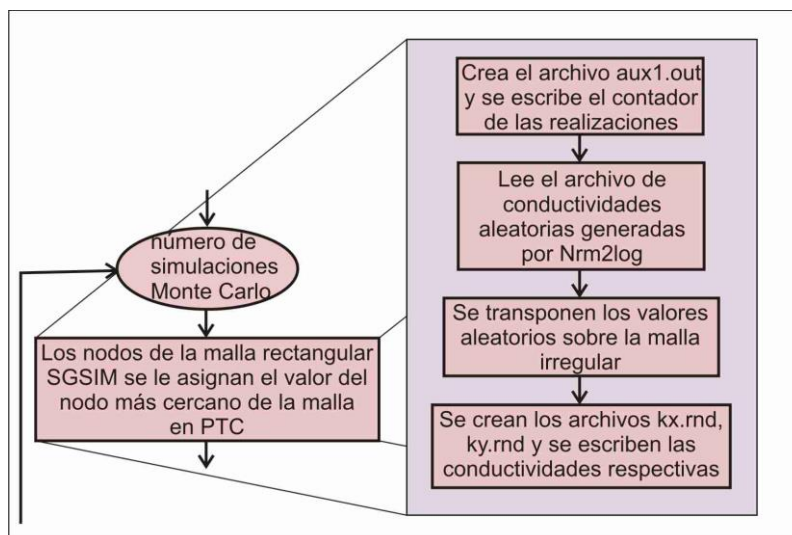 número de
simulaciones
Monte Carlo
Los nodos de la malla rectangular
SGSIM se le asignan el valor del
nodo más cercano de la malla
en PTC
Crea el archivo aux1.out
y se escribe el contador
de las realizaciones
Lee el archivo de
conductividades
aleatorias generadas
por Nrm2log
Se transponen los valores
aleatorios sobre la malla
irregular
Se crean los archivos kx.rnd,
ky.rnd y se escriben las
conductividades respectivas